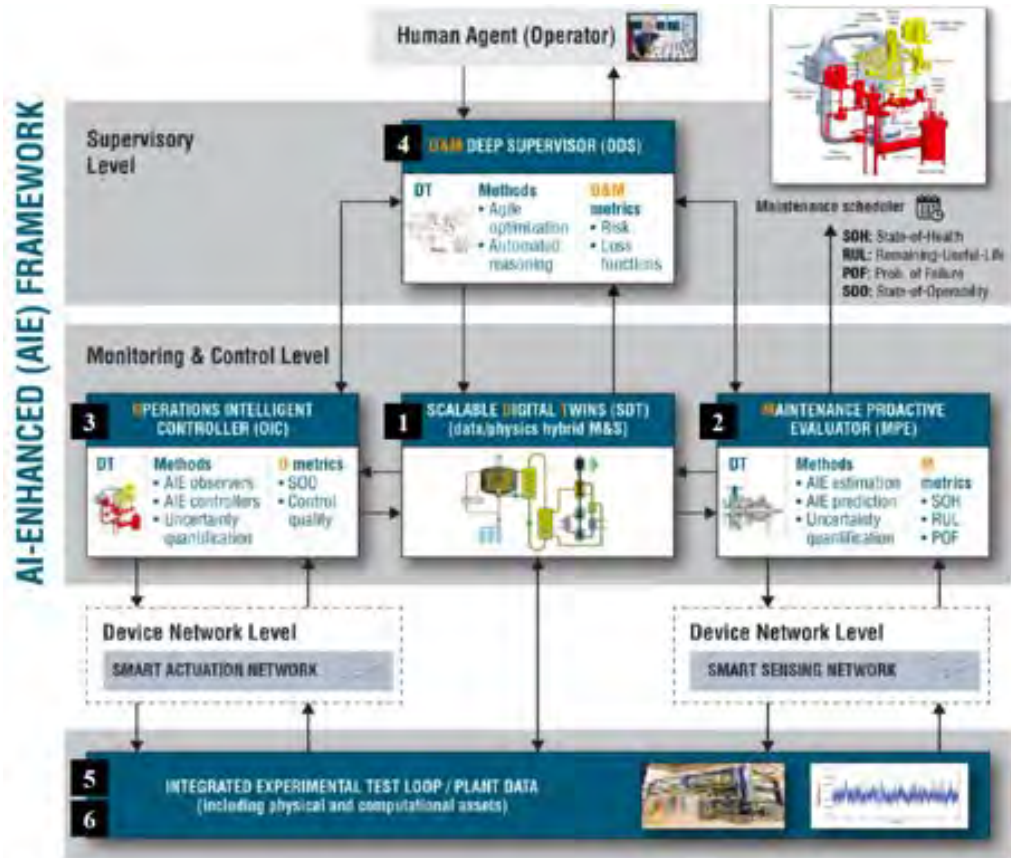 AI-ENHANCED (AIE) FRAMEWORK
Human Agent (Operator)
Supervisory
Level
4
O&M DEEP SUPERVISOR (ODS)
DT
Methods
• Agile
optimization
• Automated
reasoning
O&M
metrics
• Risk
• Loss
functions
Maintenance scheduler
SOH: State-of-Health
RUL: Remaining-Useful-Life
POF: Prob. of Failure
SOO: State-of-Operability
Monitoring & Control Level
3
OPERATIONS INTELLIGENT
CONTROLLER (OIC)
DT
Methods
• AIE observers
• AIE controllers
• Uncertainty
quantification
O metrics
• SOO
• Control
quality
1
SCALABLE DIGITAL TWINS (SDT)
(data/physics hybrid M&S)
2
MAINTENANCE PROACTIVE
EVALUATOR (MPE)
DT
Methods
• AIE estimation
• AIE prediction
• Uncertainty
quantification
M
metrics
• SOH
• RUL
• POF
Device Network Level
SMART ACTUATION NETWORK
Device Network Level
SMART SENSING NETWORK
5
6
INTEGRATED EXPERIMENTAL TEST LOOP / PLANT DATA
(including physical and computational assets)